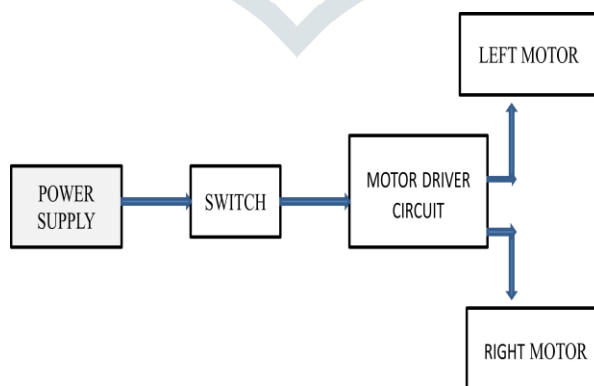 LEFT MOTOR
POWER
SUPPLY
SWITCH
MOTOR DRIVER
CIRCUIT
RIGHT MOTOR